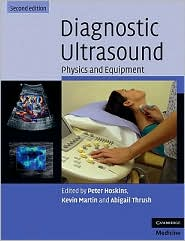 Second edition
Diagnostic
Ultrasound
Physics and Equipment
Edited by Peter Hoskins,
Kevin Martin and Abigail Thrush
CAMBRIDGE
Medicine